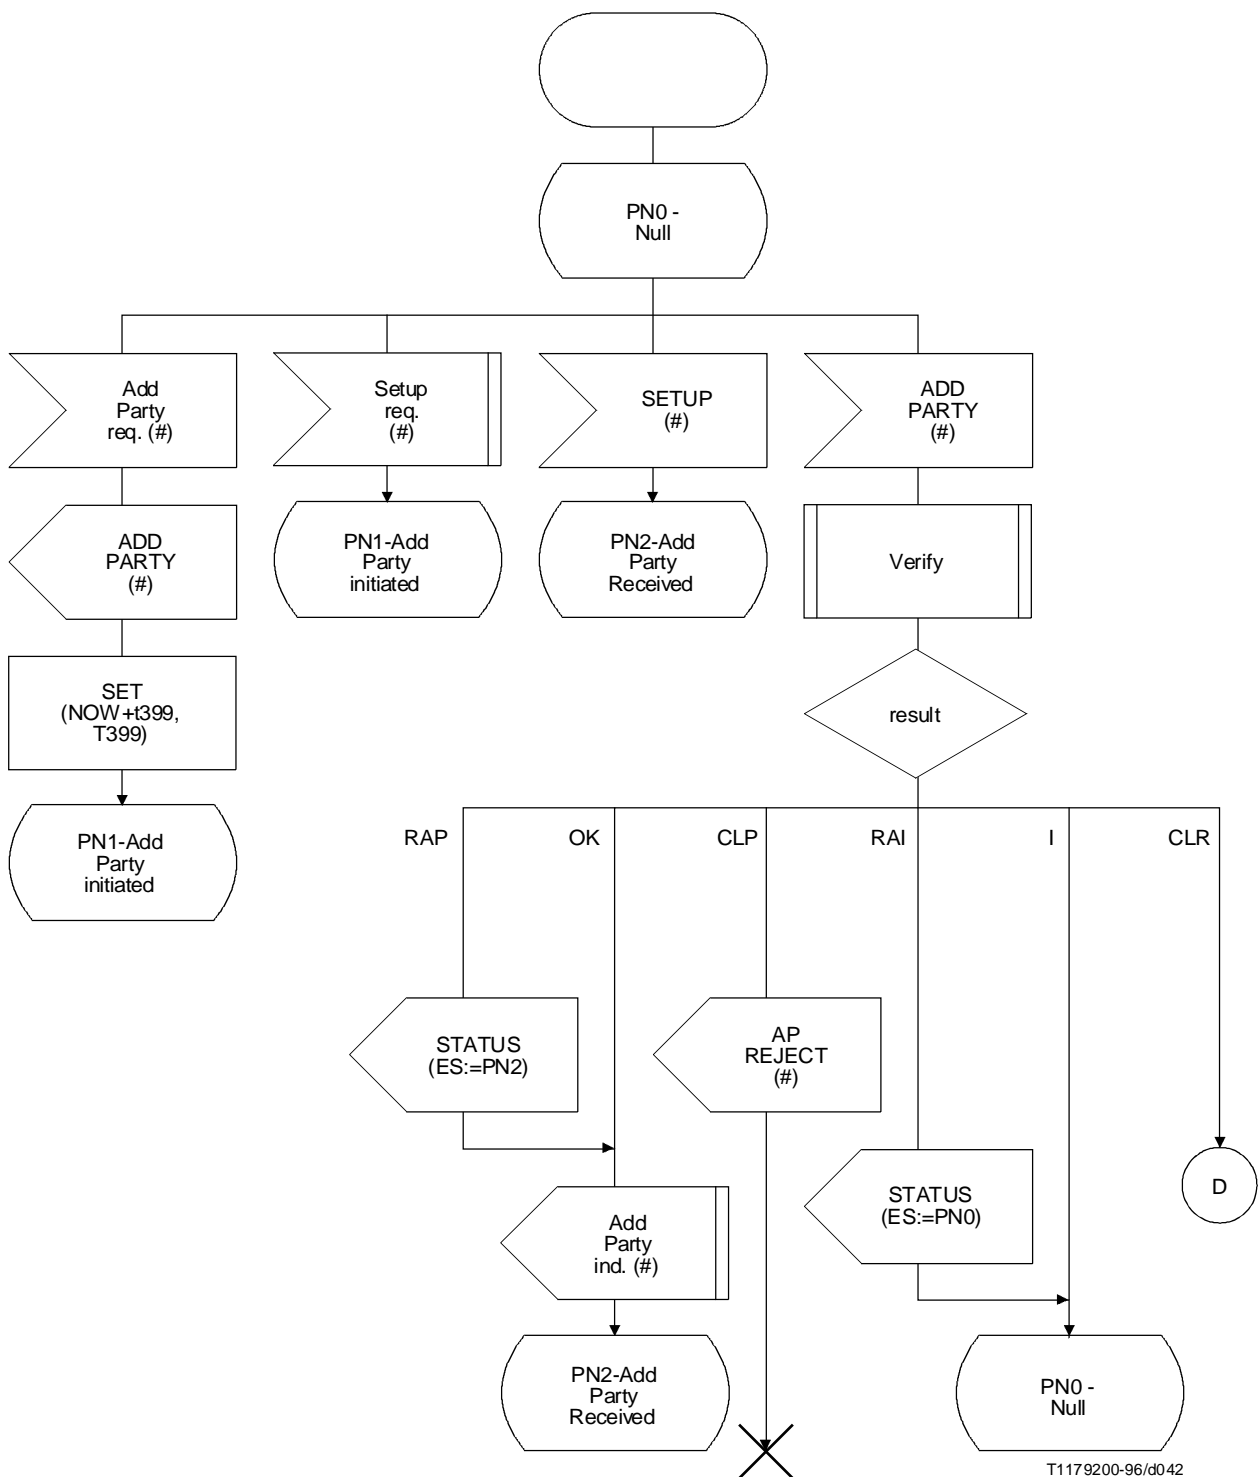 PN0 -
Null
Add
Party
req. (#)
Setup
req.
(#)
SETUP
(#)
ADD
PARTY
(#)
ADD
PARTY
(#)
PN1-Add
Party
initiated
PN2-Add
Party
Received
Verify
SET
(NOW+t399,
T399)
result
PN1-Add
Party
initiated
RAP
OK
CLP
RAI
I
CLR
STATUS
(ES:=PN2)
AP
REJECT
(#)
STATUS
(ES:=PN0)
D
Add
Party
ind. (#)
PN2-Add
Party
Received
PN0 -
Null
T1179200-96/d042